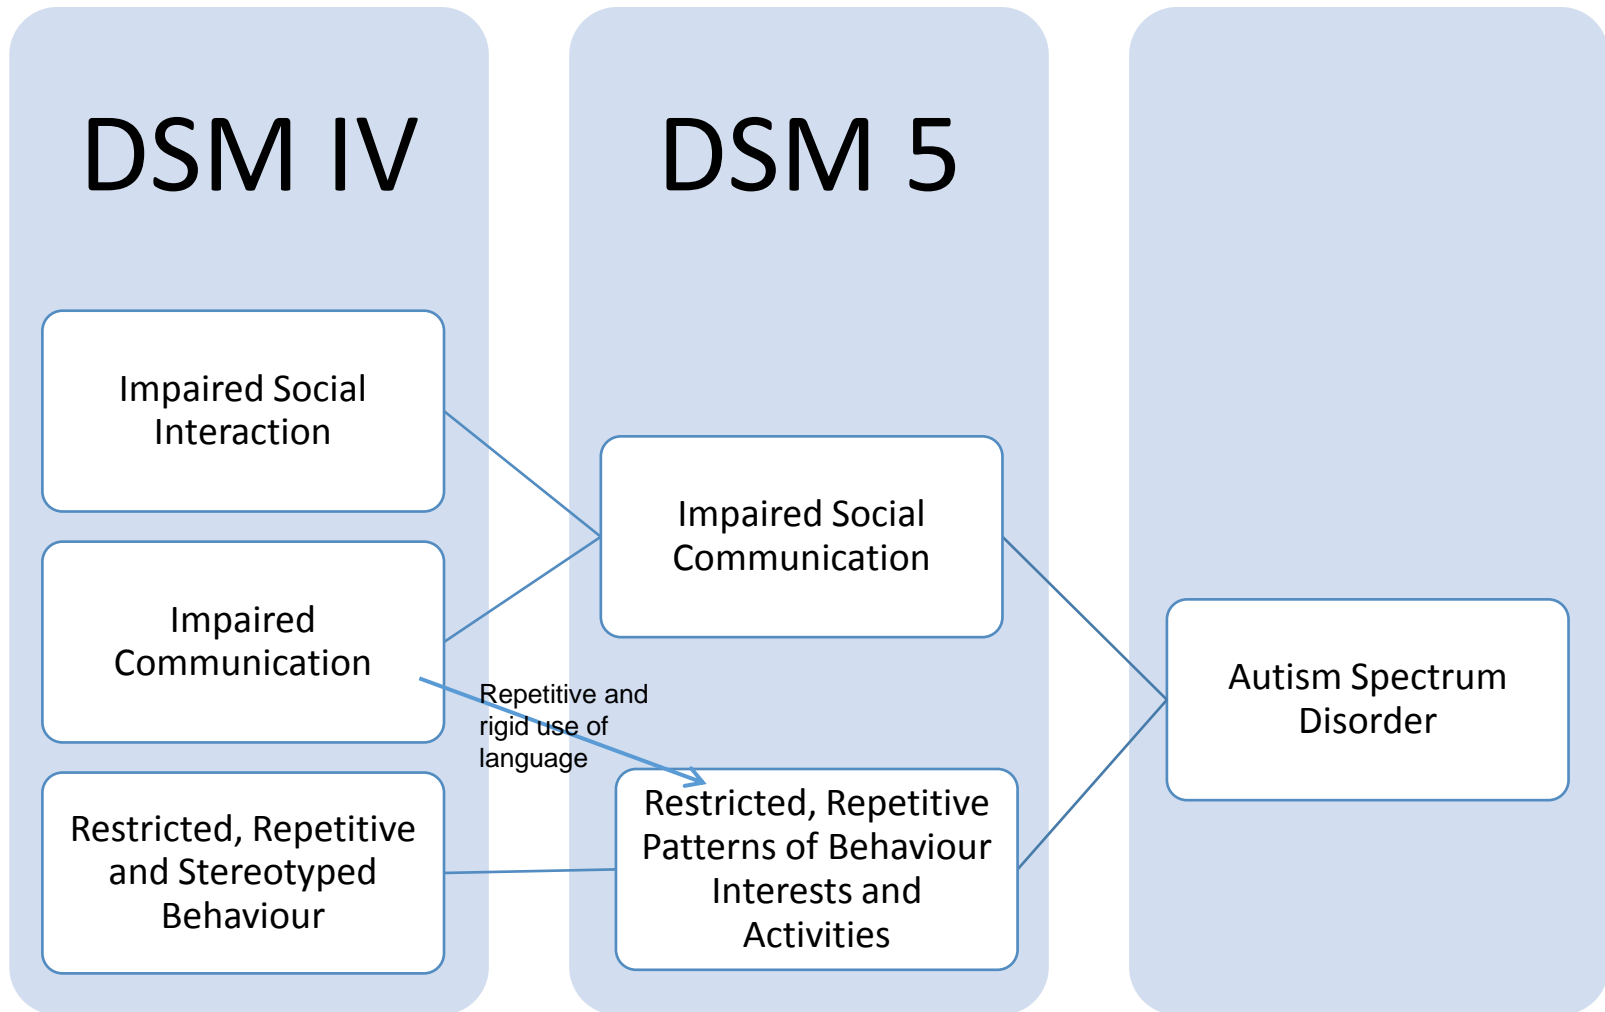 DSM IV
Impaired Social
Interaction
Impaired
Communication
Restricted, Repetitive
and Stereotyped
Behaviour
Repetitive and
rigid use of
language
DSM 5
Impaired Social
Communication
Restricted, Repetitive
Patterns of Behaviour
Interests and
Activities
Autism Spectrum
Disorder